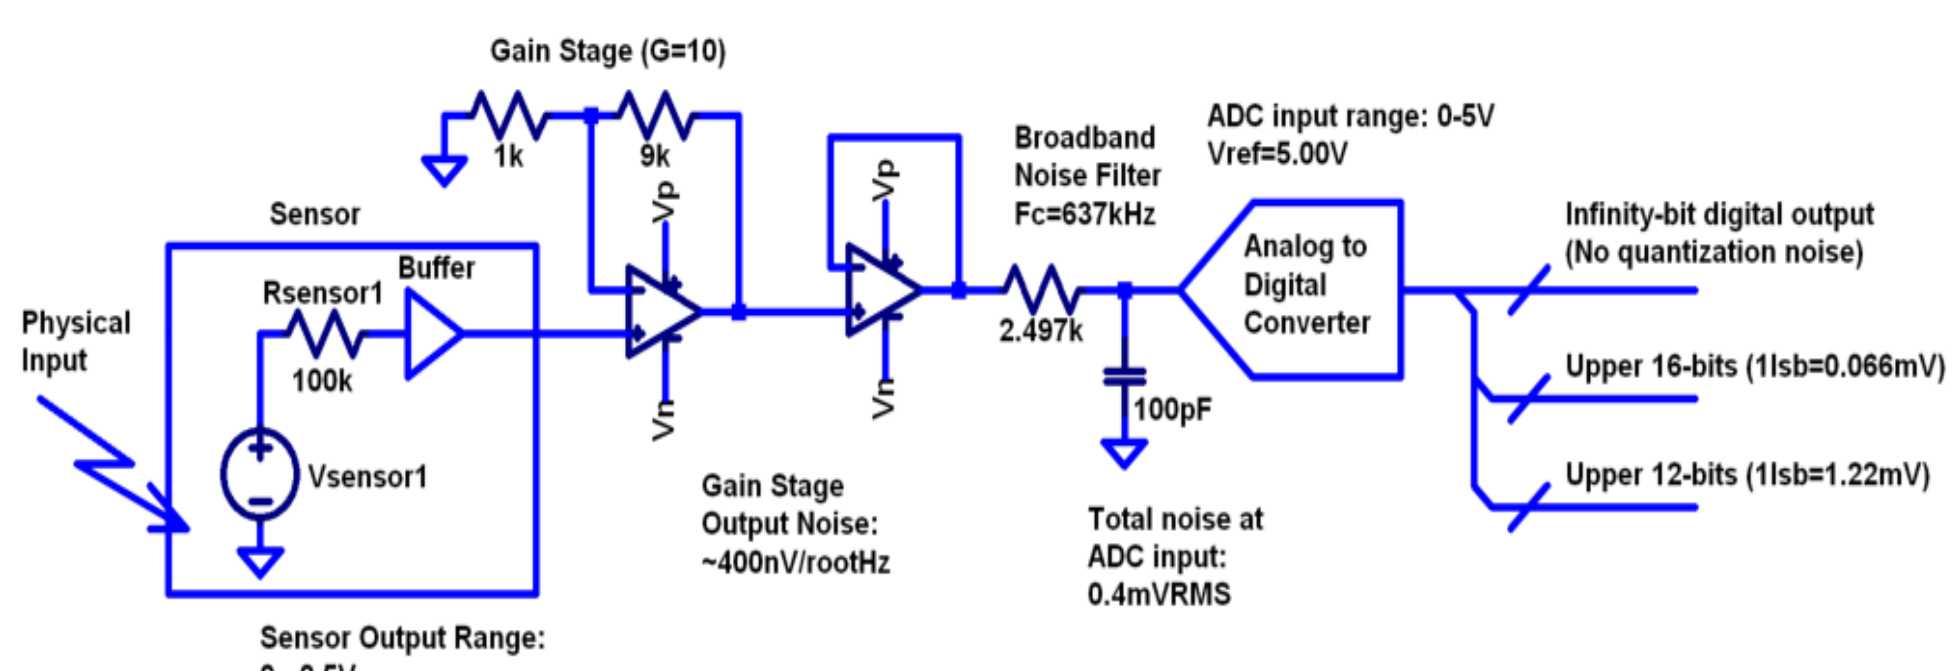 Gain Stage (G=10)
1k
9k
Vp
Vn
Sensor
Buffer
Rsensor1
100k
Physical
Input
Vsensor1
Sensor Output Range:
Gain Stage
Output Noise:
~400nV/rootHz
Vp
Vn
Broadband
Noise Filter
Fc=637kHz
2.497k
100pF
Total noise at
ADC input:
0.4mVRMS
ADC input range: 0-5V
Vref=5.00V
Analog to
Digital
Converter
Infinity-bit digital output
(No quantization noise)
Upper 16-bits (1lsb=0.066mV)
Upper 12-bits (1lsb=1.22mV)